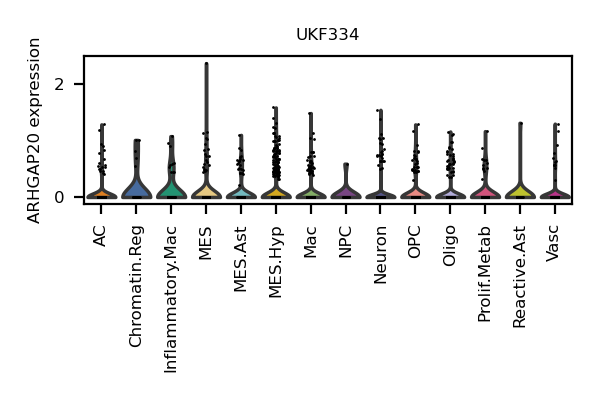 UKF334
ARHGAP20 expression
2
0
AC
Chromatin.Reg
Inflammatory.Mac
MES
MES.Ast
MES.Hyp
Mac
NPC
Neuron
OPC
Oligo
Prolif.Metab
Reactive.Ast
Vasc